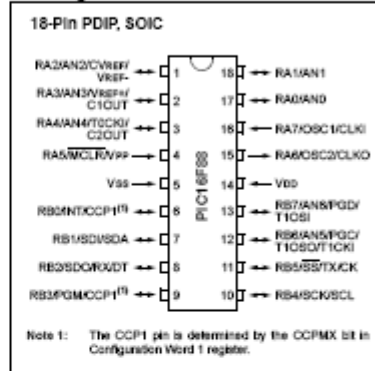 18-Pin PDIP, SOIC
RA2/AN2/CVREF/
VREF-
1
18
RA1/AN1
RA3/AN3/VREF+/
C1OUT
2
17
RA0/AN0
RA4/AN4/T0CKI/
C2OUT
3
16
RA7/OSC1/CLKI
RA5/MCLR/VPP
4
15
RA6/OSC2/CLKO
VSS
5
14
VDD
RB0/INT/CCP1(1)
6
13
RB7/AN6/PGD/
T1OSI
RB1/SDI/SDA
7
12
RB6/AN5/PGC/
T1OSO/T1CKI
RB2/SDO/RX/DT
8
11
RB5/SS/TX/CK
RB3/PGM/CCP1(1)
9
10
RB4/SCK/SCL
PIC16F88
Note 1: The CCP1 pin is determined by the CCPMX bit in
Configuration Word 1 register.